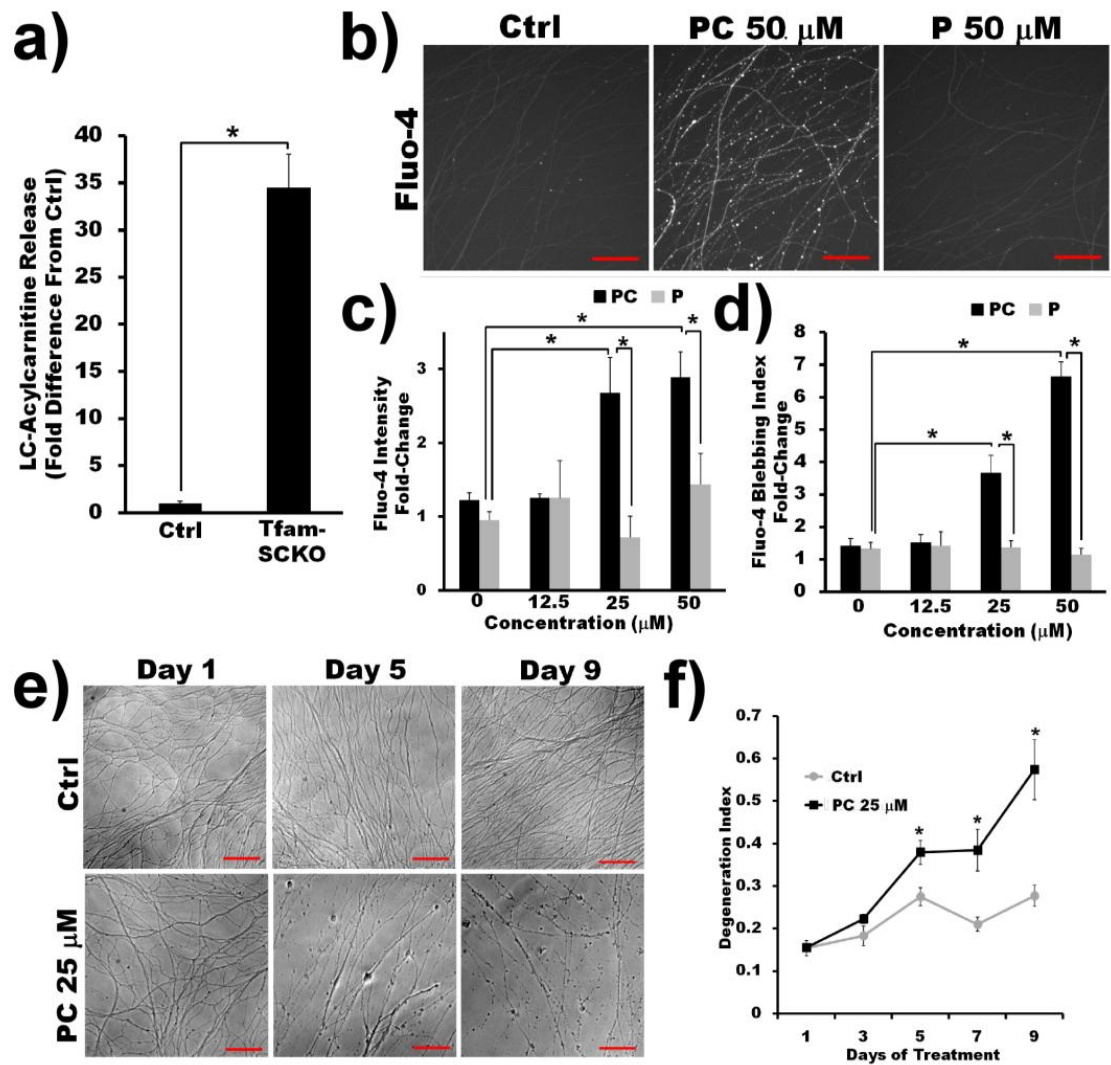 a)
LC-Acylcarnitine Release
(Fold Difference From Ctrl)
40
35
30
25
20
15
10
5
0
*
Ctrl
Tfam-
SCKO
b)
Ctrl
PC 50 μM
P 50 μM
Fluo-4
c)
PC
P
Fluo-4 Intensity
Fold-Change
3
2
1
0
*
*
*
*
0
12.5
25
50
Concentration (μM)
d)
PC
P
Fluo-4 Blebbing Index
Fold-Change
8
7
6
5
4
3
2
1
0
*
*
*
*
0
12.5
25
50
Concentration (μM)
e)
Day 1
Day 5
Day 9
Ctrl
PC 25 μM
f)
Degeneration Index
0.7
0.6
0.5
0.4
0.3
0.2
0.1
0
Ctrl
PC 25 μM
*
*
*
1
3
5
7
9
Days of Treatment